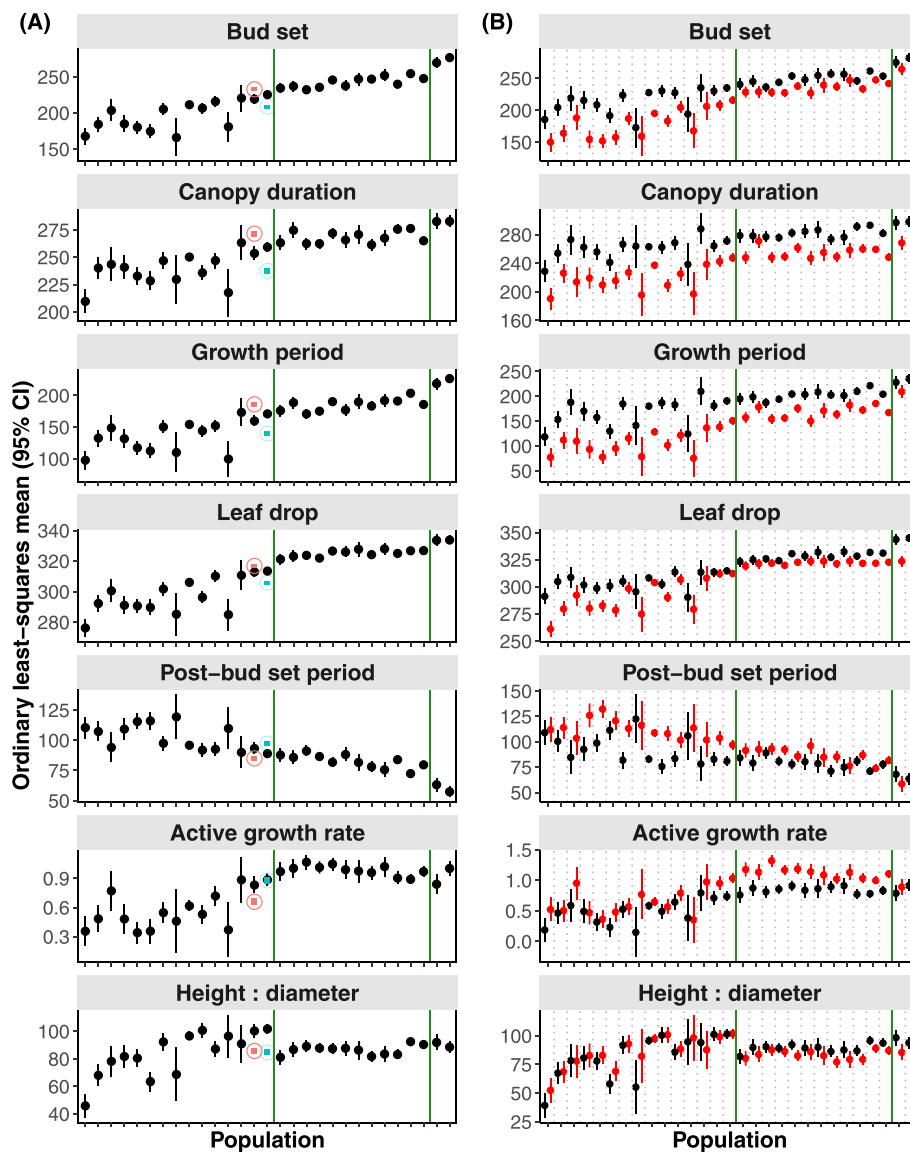 (A)
(B)
Ordinary least−squares mean (95% CI)
Bud set
250
200
150
Canopy duration
275
250
225
200
Growth period
200
150
100
Leaf drop
340
320
300
280
Post−bud set period
125
100
75
50
Active growth rate
0.9
0.6
0.3
Height : diameter
100
80
60
40
Population
Bud set
250
200
150
Canopy duration
280
240
200
160
Growth period
200
150
100
50
Leaf drop
350
325
300
275
250
Post−bud set period
150
125
100
75
50
Active growth rate
1.5
1.0
0.5
0.0
Height : diameter
100
75
50
25
Population